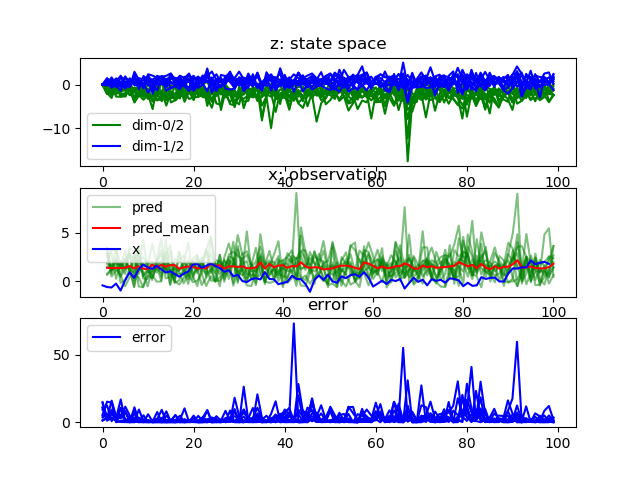 z: state space
0
−10
dim-0/2
dim-1/2
0 20 40 60 80 100
x: observation
5
0
pred
pred_mean
x
0 20 40 60 80 100
error
50
0
error
0 20 40 60 80 100